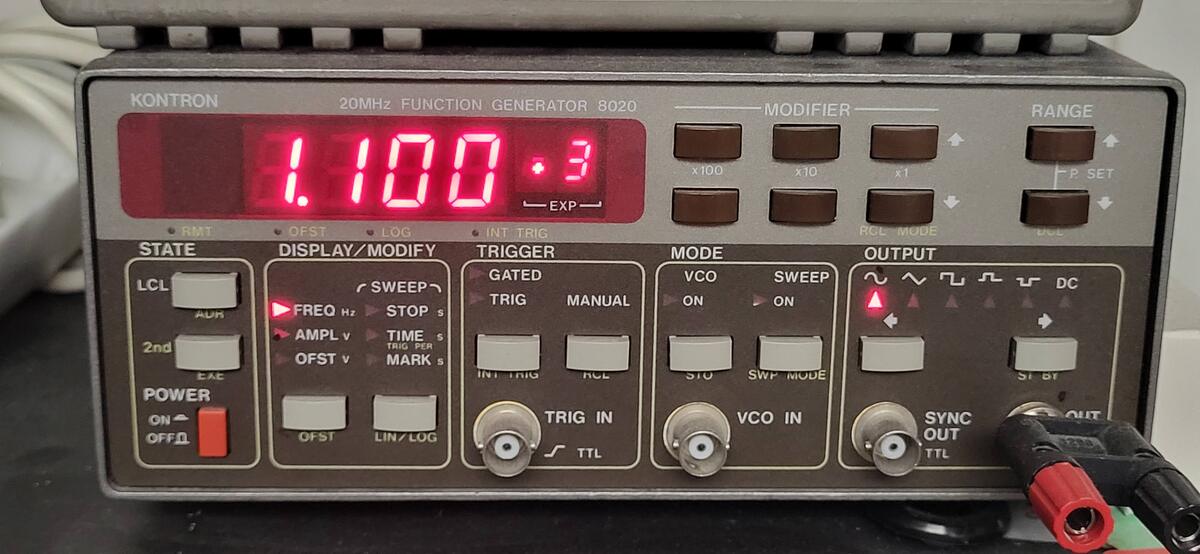 KONTRON
20MHz FUNCTION GENERATOR 8020
MODIFIER
RANGE
1.100 +3
EXP
x100
x10
x1
P. SET
RMT
OFST
LOG
INT TRIG
RCL MODE
DCL
STATE
DISPLAY/MODIFY
TRIGGER
MODE
OUTPUT
LCL
ADR
2nd
EXE
POWER
ON
OFF
SWEEP
FREQ Hz
STOP s
AMPL V
TIME s
TRIG PER
OFST V
MARK s
OFST
LIN/LOG
GATED
TRIG
MANUAL
INT TRIG
RCL
TRIG IN
TTL
VCO
SWEEP
ON
ON
STO
SWP MODE
VCO IN
DC
ST BY
SYNC
OUT
TTL
OUT